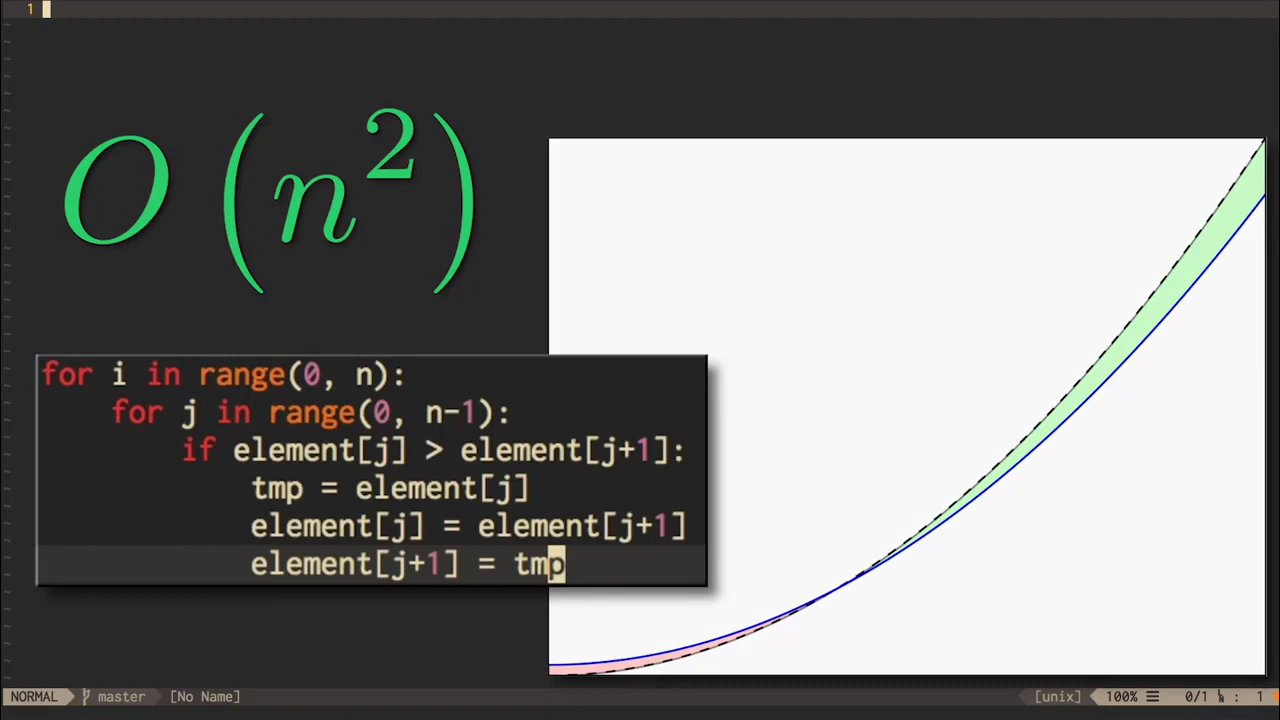 1
O (n²)
for i in range(0, n):
    for j in range(0, n-1):
        if element[j] > element[j+1]:
            tmp = element[j]
            element[j] = element[j+1]
            element[j+1] = tmp
NORMAL master [No Name] [unix] 100% ☰ 0/1 ㏑ : 1